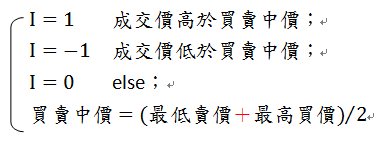 I = 1 成交價高於買賣中價；
I = −1 成交價低於買賣中價；
I = 0 else；
買賣中價 = (最低賣價+最高買價)/2